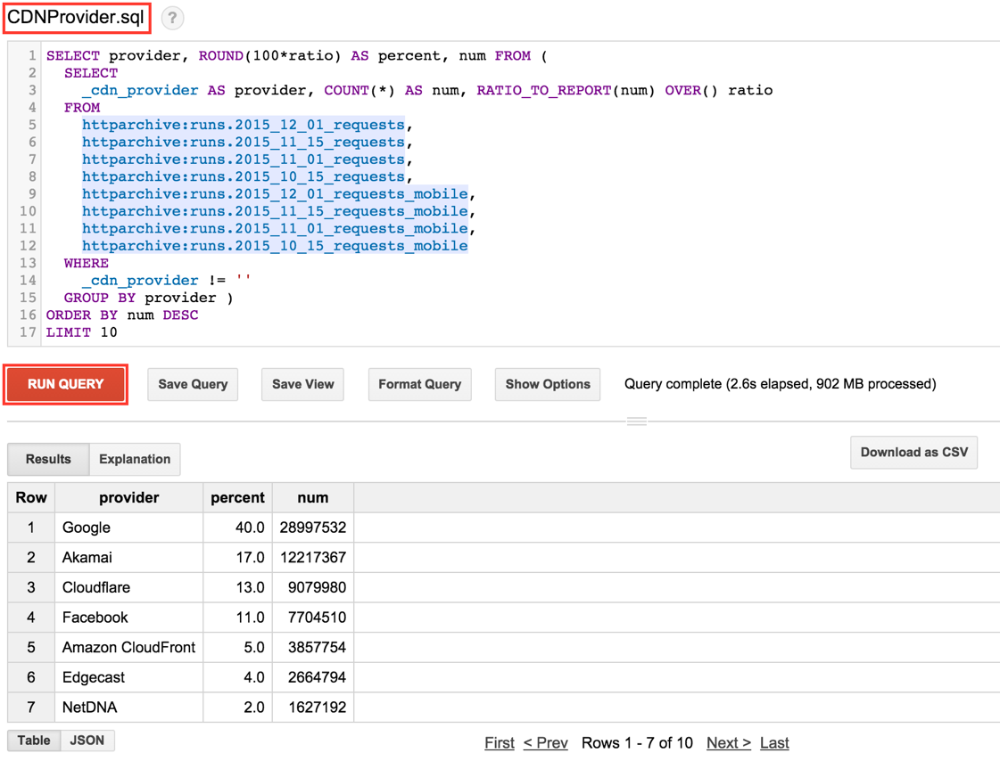 CDNProvider.sql ?
1 SELECT provider, ROUND(100*ratio) AS percent, num FROM (
2 SELECT
3 _cdn_provider AS provider, COUNT(*) AS num, RATIO_TO_REPORT(num) OVER() ratio
4 FROM
5 httparchive:runs.2015_12_01_requests,
6 httparchive:runs.2015_11_15_requests,
7 httparchive:runs.2015_11_01_requests,
8 httparchive:runs.2015_10_15_requests,
9 httparchive:runs.2015_12_01_requests_mobile,
10 httparchive:runs.2015_11_15_requests_mobile,
11 httparchive:runs.2015_11_01_requests_mobile,
12 httparchive:runs.2015_10_15_requests_mobile
13 WHERE
14 _cdn_provider != ''
15 GROUP BY provider )
16 ORDER BY num DESC
17 LIMIT 10
RUN QUERY Save Query Save View Format Query Show Options Query complete (2.6s elapsed, 902 MB processed)
Results Explanation Download as CSV
Row provider percent num
1 Google 40.0 28997532
2 Akamai 17.0 12217367
3 Cloudflare 13.0 9079980
4 Facebook 11.0 7704510
5 Amazon CloudFront 5.0 3857754
6 Edgecast 4.0 2664794
7 NetDNA 2.0 1627192
Table JSON First < Prev Rows 1 - 7 of 10 Next > Last